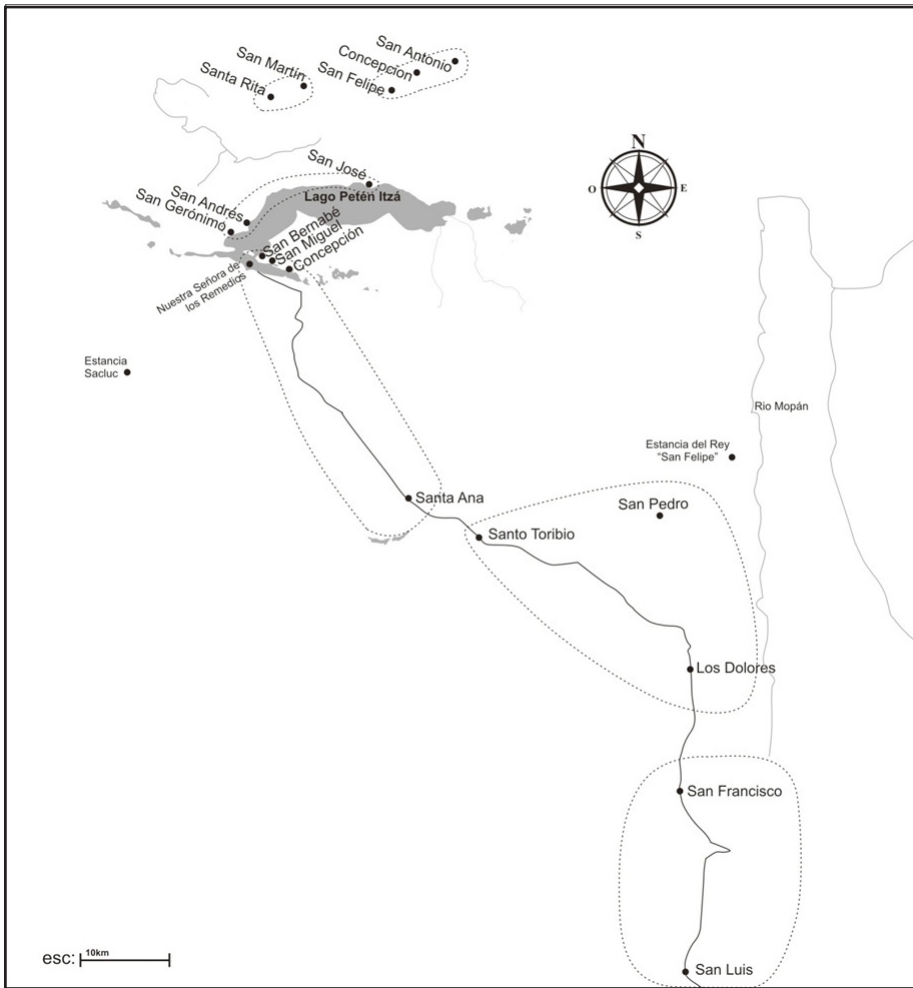 San Antonio
Concepcion
San Felipe
San Martín
Santa Rita
N
O
E
S
San José
Lago Petén Itzá
San Andrés
San Gerónimo
San Bernabé
San Miguel
Concepción
Nuestra Señora de
los Remedios
Estancia
Sacluc
Rio Mopán
Estancia del Rey
"San Felipe"
Santa Ana
San Pedro
Santo Toribio
Los Dolores
San Francisco
esc:
10km
San Luis